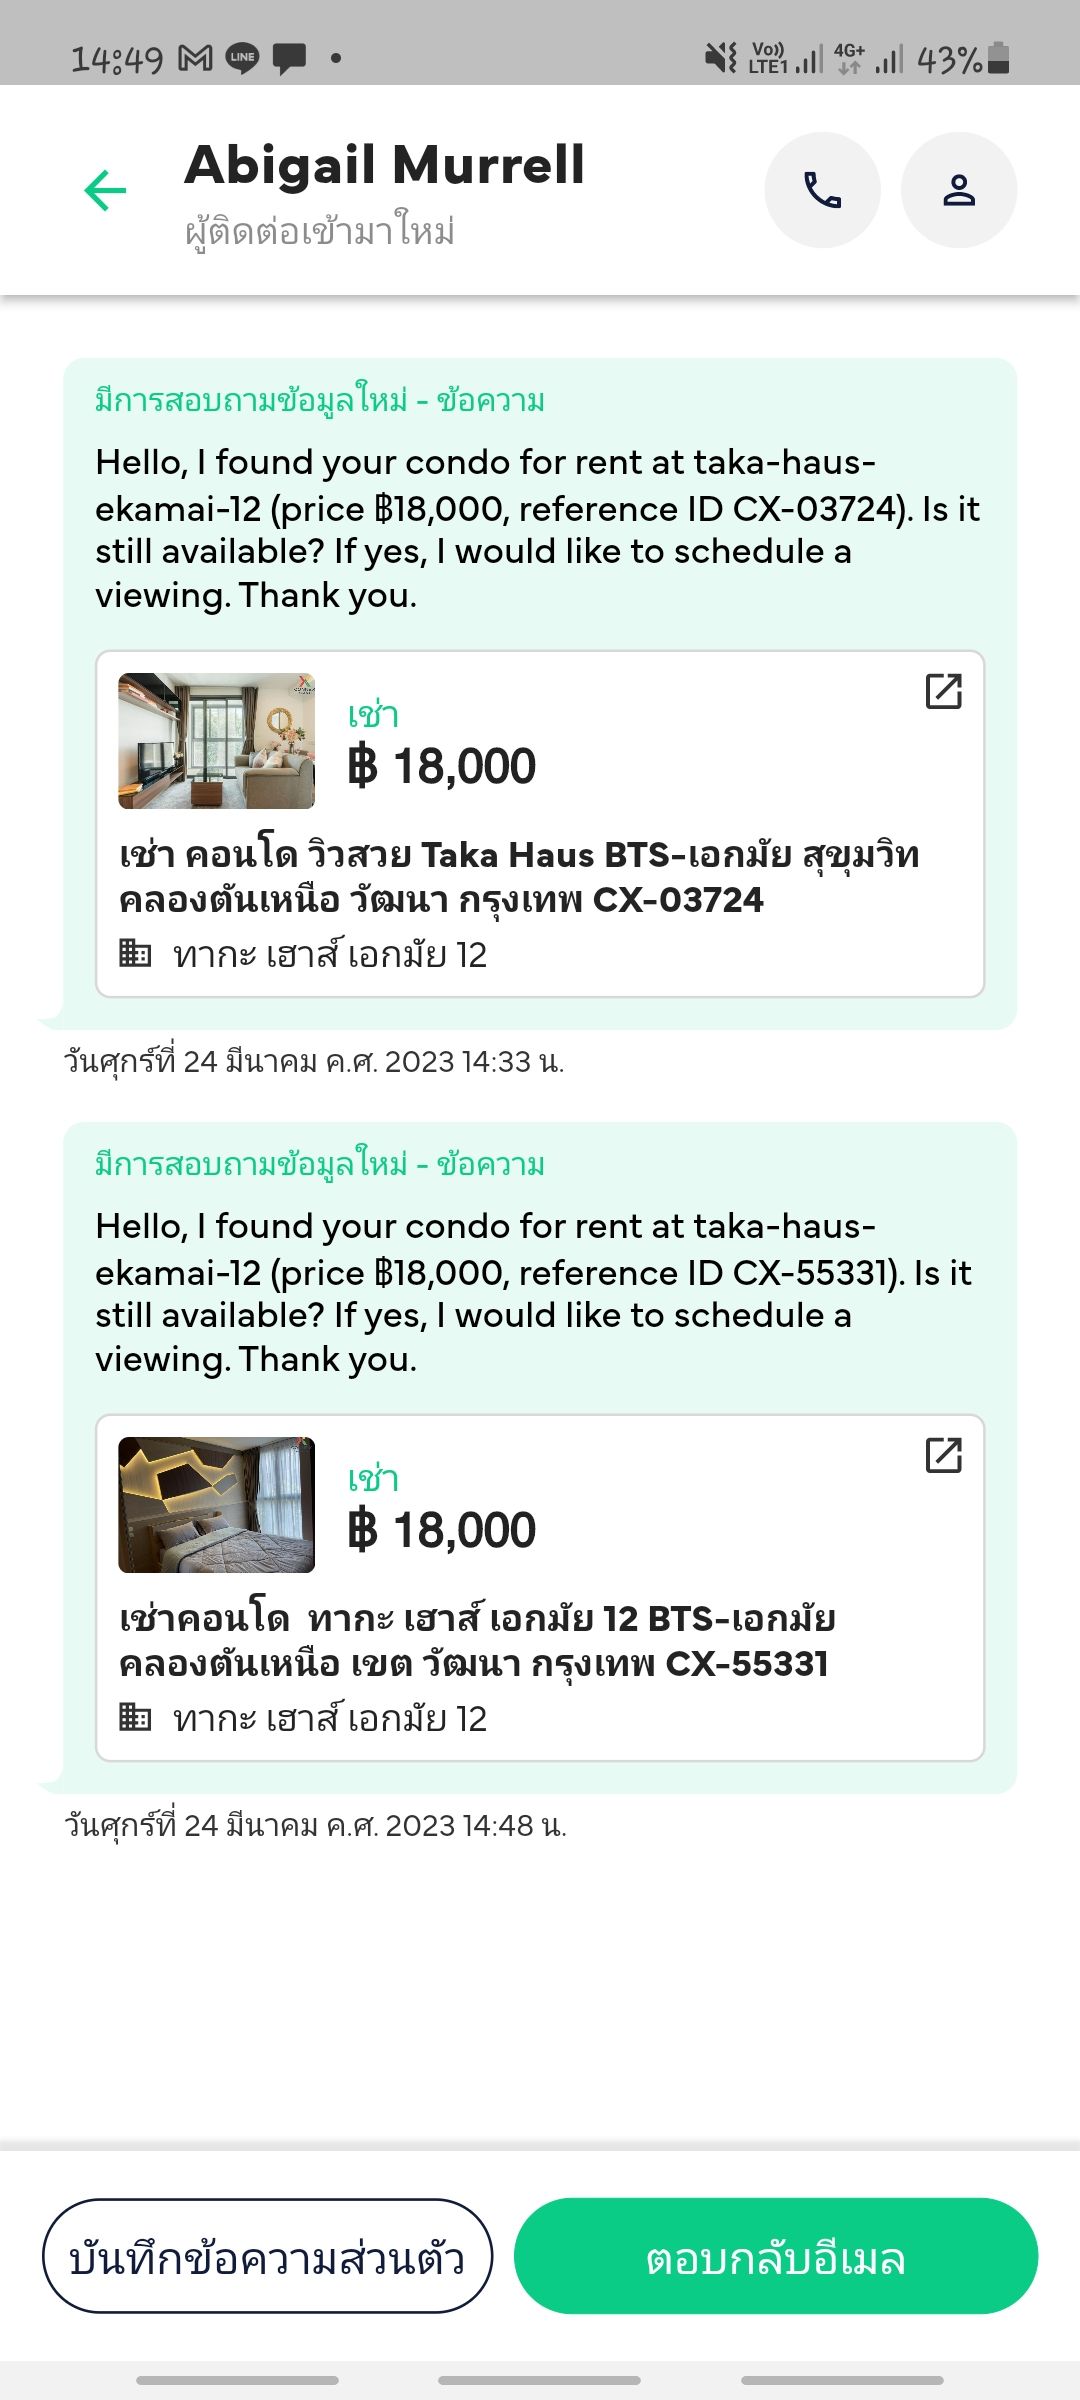 14:49
LINE
Vo))
LTE1
4G+
43%
Abigail Murrell
ผู้ติดต่อเข้ามาใหม่
มีการสอบถามข้อมูลใหม่ - ข้อความ
Hello, I found your condo for rent at taka-haus-
ekamai-12 (price ฿18,000, reference ID CX-03724). Is it
still available? If yes, I would like to schedule a
viewing. Thank you.
เช่า
฿ 18,000
เช่า คอนโด วิวสวย Taka Haus BTS-เอกมัย สุขุมวิท
คลองตันเหนือ วัฒนา กรุงเทพ CX-03724
ทากะ เฮาส์ เอกมัย 12
วันศุกร์ที่ 24 มีนาคม ค.ศ. 2023 14:33 น.
มีการสอบถามข้อมูลใหม่ - ข้อความ
Hello, I found your condo for rent at taka-haus-
ekamai-12 (price ฿18,000, reference ID CX-55331). Is it
still available? If yes, I would like to schedule a
viewing. Thank you.
เช่า
฿ 18,000
เช่าคอนโด  ทากะ เฮาส์ เอกมัย 12 BTS-เอกมัย
คลองตันเหนือ เขต วัฒนา กรุงเทพ CX-55331
ทากะ เฮาส์ เอกมัย 12
วันศุกร์ที่ 24 มีนาคม ค.ศ. 2023 14:48 น.
บันทึกข้อความส่วนตัว
ตอบกลับอีเมล